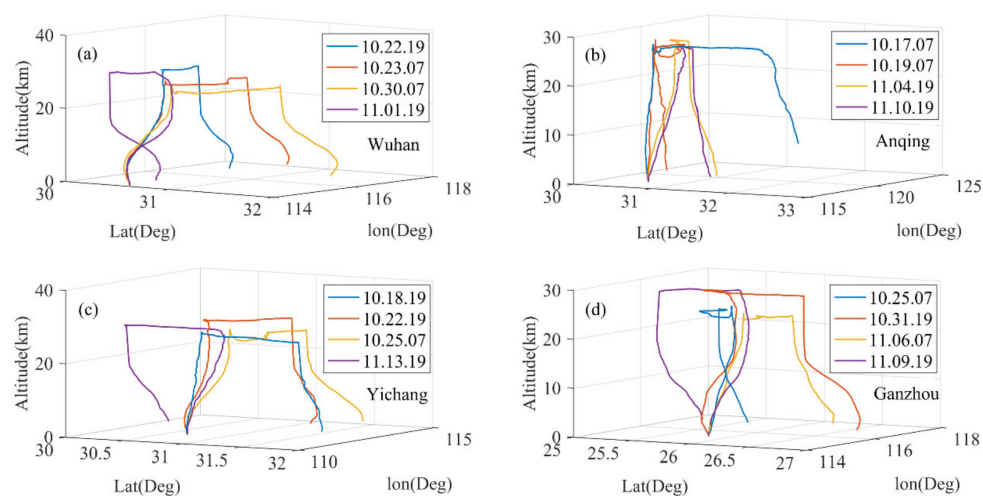 (a)
Altitude(km)
40
20
0
30
31
32
Lat(Deg)
114
116
118
lon(Deg)
10.22.19
10.23.07
10.30.07
11.01.19
Wuhan
(b)
Altitude(km)
30
20
10
0
31
32
33
Lat(Deg)
115
120
125
lon(Deg)
10.17.07
10.19.07
11.04.19
11.10.19
Anqing
(c)
Altitude(km)
40
20
0
30
30.5
31
31.5
32
Lat(Deg)
110
115
lon(Deg)
10.18.19
10.22.19
10.25.07
11.13.19
Yichang
(d)
Altitude(km)
30
20
10
0
25
25.5
26
26.5
27
Lat(Deg)
114
116
118
lon(Deg)
10.25.07
10.31.19
11.06.07
11.09.19
Ganzhou